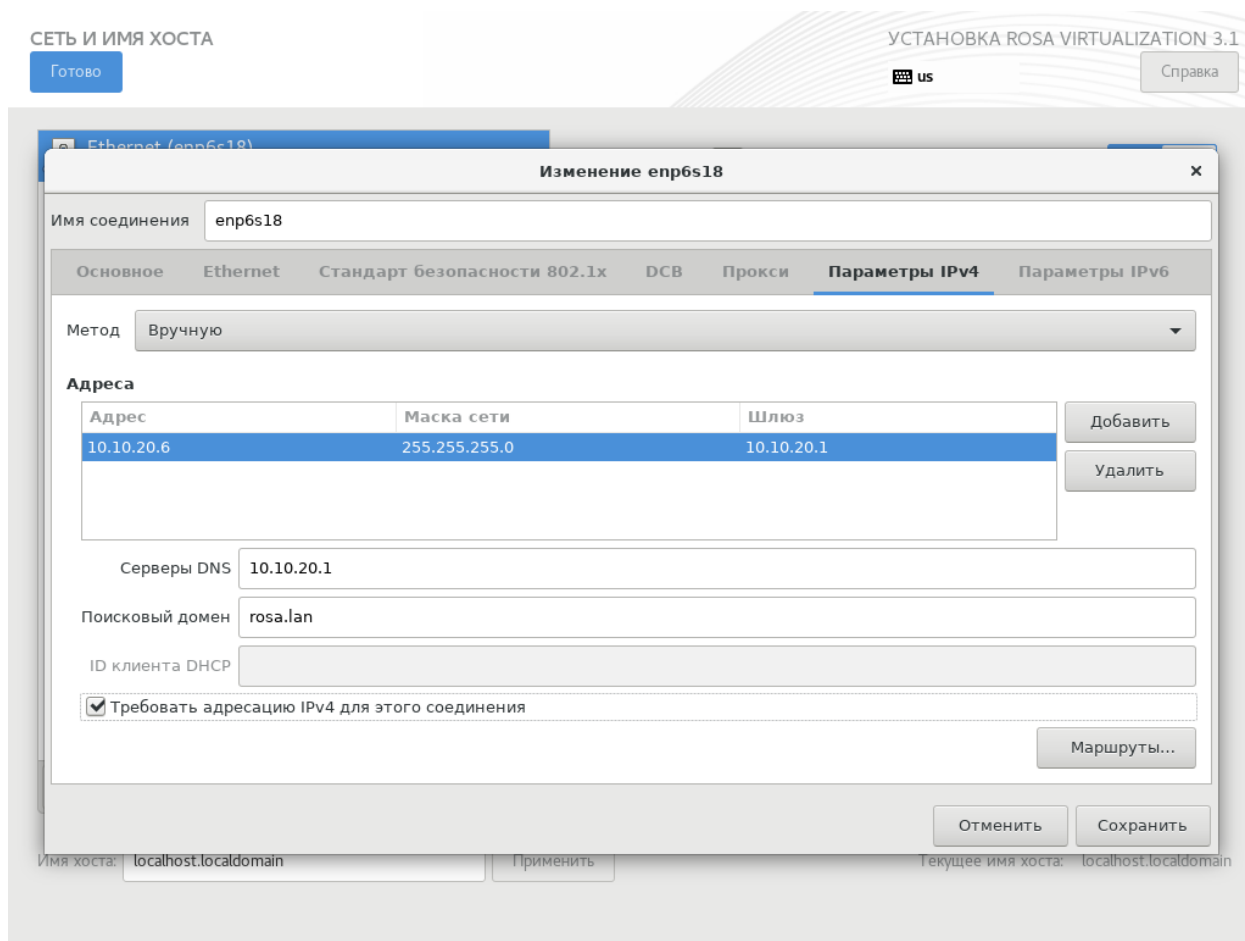 СЕТЬ И ИМЯ ХОСТА
УСТАНОВКА ROSA VIRTUALIZATION 3.1
Готово
us
Справка
Ethernet (enp6s18)
Изменение enp6s18
Имя соединения enp6s18
Основное Ethernet Стандарт безопасности 802.1x DCB Прокси Параметры IPv4 Параметры IPv6
Метод Вручную
Адреса
Адрес Маска сети Шлюз
10.10.20.6 255.255.255.0 10.10.20.1
Добавить
Удалить
Серверы DNS 10.10.20.1
Поисковый домен rosa.lan
ID клиента DHCP
Требовать адресацию IPv4 для этого соединения
Маршруты...
Отменить Сохранить
Имя хоста: localhost.localdomain Применить Текущее имя хоста: localhost.localdomain